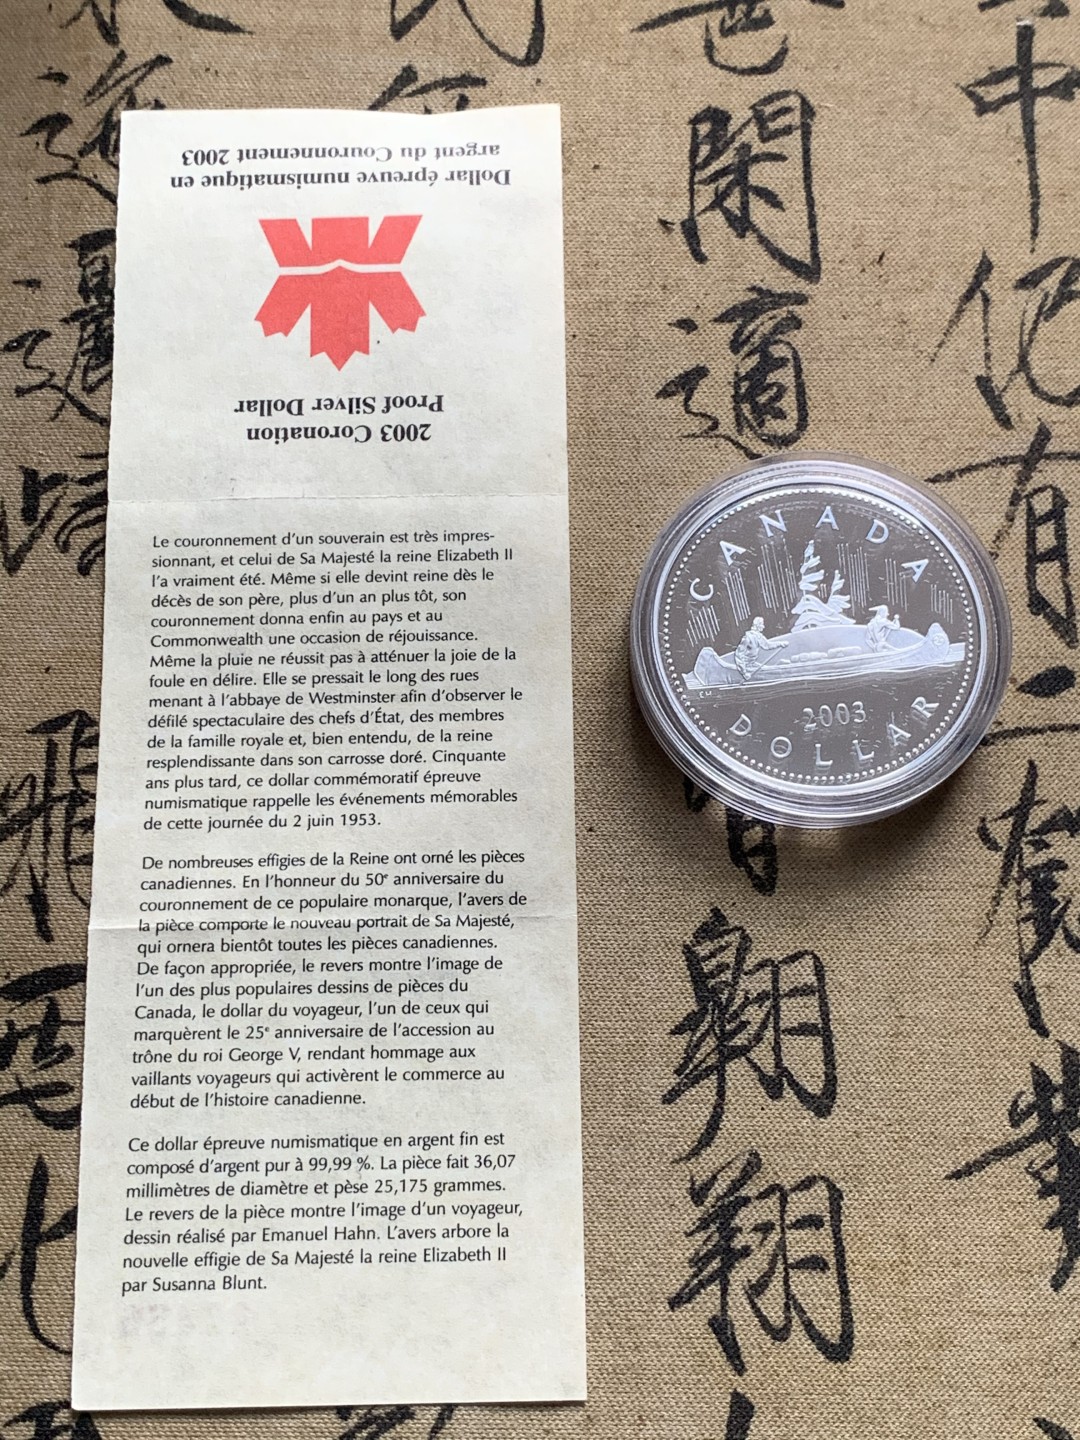 2003 Coronation
Proof Silver Dollar
Dollar épreuve numismatique en
argent du Couronnement 2003
Le couronnement d'un souverain est très impres-
sionnant, et celui de Sa Majesté la reine Elizabeth II
l'a vraiment été. Même si elle devint reine dès le
décès de son père, plus d'un an plus tôt, son
couronnement donna enfin au pays et au
Commonwealth une occasion de réjouissance.
Même la pluie ne réussit pas à atténuer la joie de la
foule en délire. Elle se pressait le long des rues
menant à l'abbaye de Westminster afin d'observer le
défilé spectaculaire des chefs d'État, des membres
de la famille royale et, bien entendu, de la reine
resplendissante dans son carrosse doré. Cinquante
ans plus tard, ce dollar commémoratif épreuve
numismatique rappelle les événements mémorables
de cette journée du 2 juin 1953.
De nombreuses effigies de la Reine ont orné les pièces
canadiennes. En l'honneur du 50e anniversaire du
couronnement de ce populaire monarque, l'avers de
la pièce comporte le nouveau portrait de Sa Majesté,
qui ornera bientôt toutes les pièces canadiennes.
De façon appropriée, le revers montre l'image de
l'un des plus populaires dessins de pièces du
Canada, le dollar du voyageur, l'un de ceux qui
marquèrent le 25e anniversaire de l'accession au
trône du roi George V, rendant hommage aux
vaillants voyageurs qui activèrent le commerce au
début de l'histoire canadienne.
Ce dollar épreuve numismatique en argent fin est
composé d'argent pur à 99,99 %. La pièce fait 36,07
millimètres de diamètre et pèse 25,175 grammes.
Le revers de la pièce montre l'image d'un voyageur,
dessin réalisé par Emanuel Hahn. L'avers arbore la
nouvelle effigie de Sa Majesté la reine Elizabeth II
par Susanna Blunt.
CANADA
EH
2003
DOLLAR
閑適
翱翔
中化有